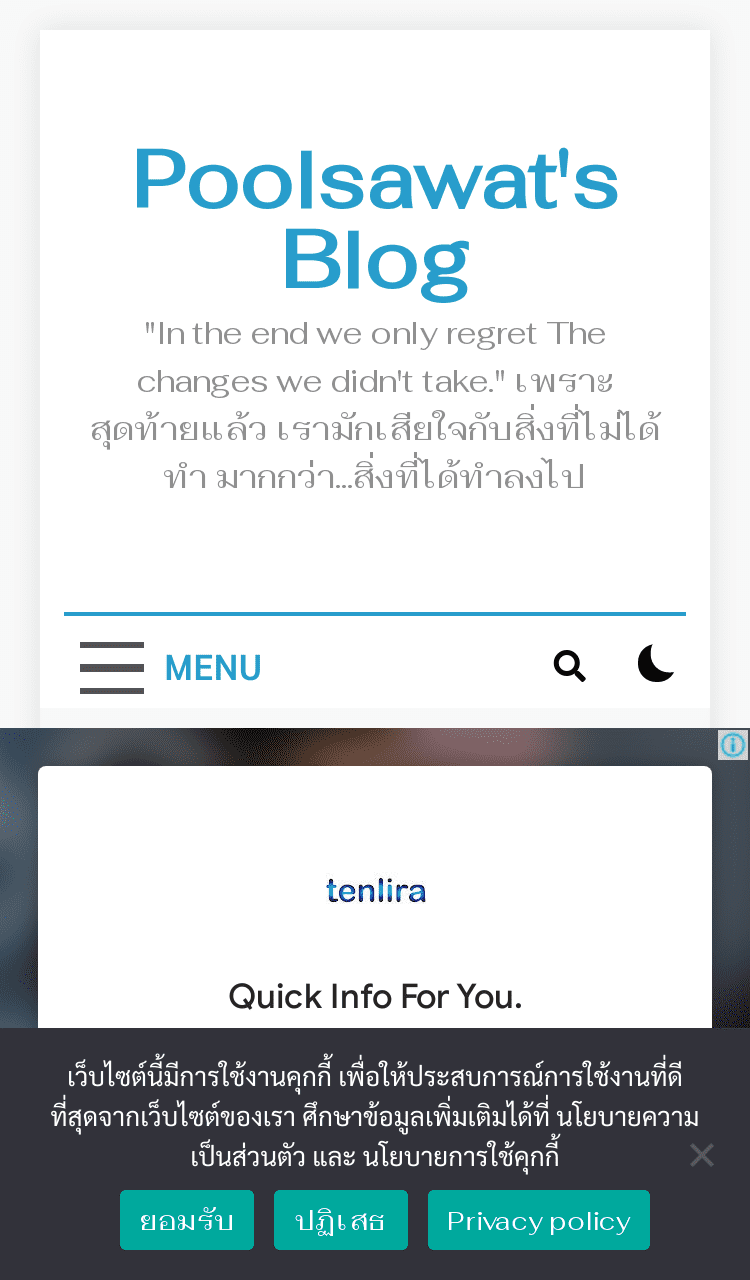 Poolsawat's
Blog
"In the end we only regret The
changes we didn't take." เพราะ
สุดท้ายแล้ว เรามักเสียใจกับสิ่งที่ไม่ได้
ทำ มากกว่า...สิ่งที่ได้ทำลงไป
MENU
tenlira
Quick Info For You.
เว็บไซต์นี้มีการใช้งานคุกกี้ เพื่อให้ประสบการณ์การใช้งานที่ดี
ที่สุดจากเว็บไซต์ของเรา ศึกษาข้อมูลเพิ่มเติมได้ที่ นโยบายความ
เป็นส่วนตัว และ นโยบายการใช้คุกกี้
ยอมรับ ปฏิเสธ Privacy policy